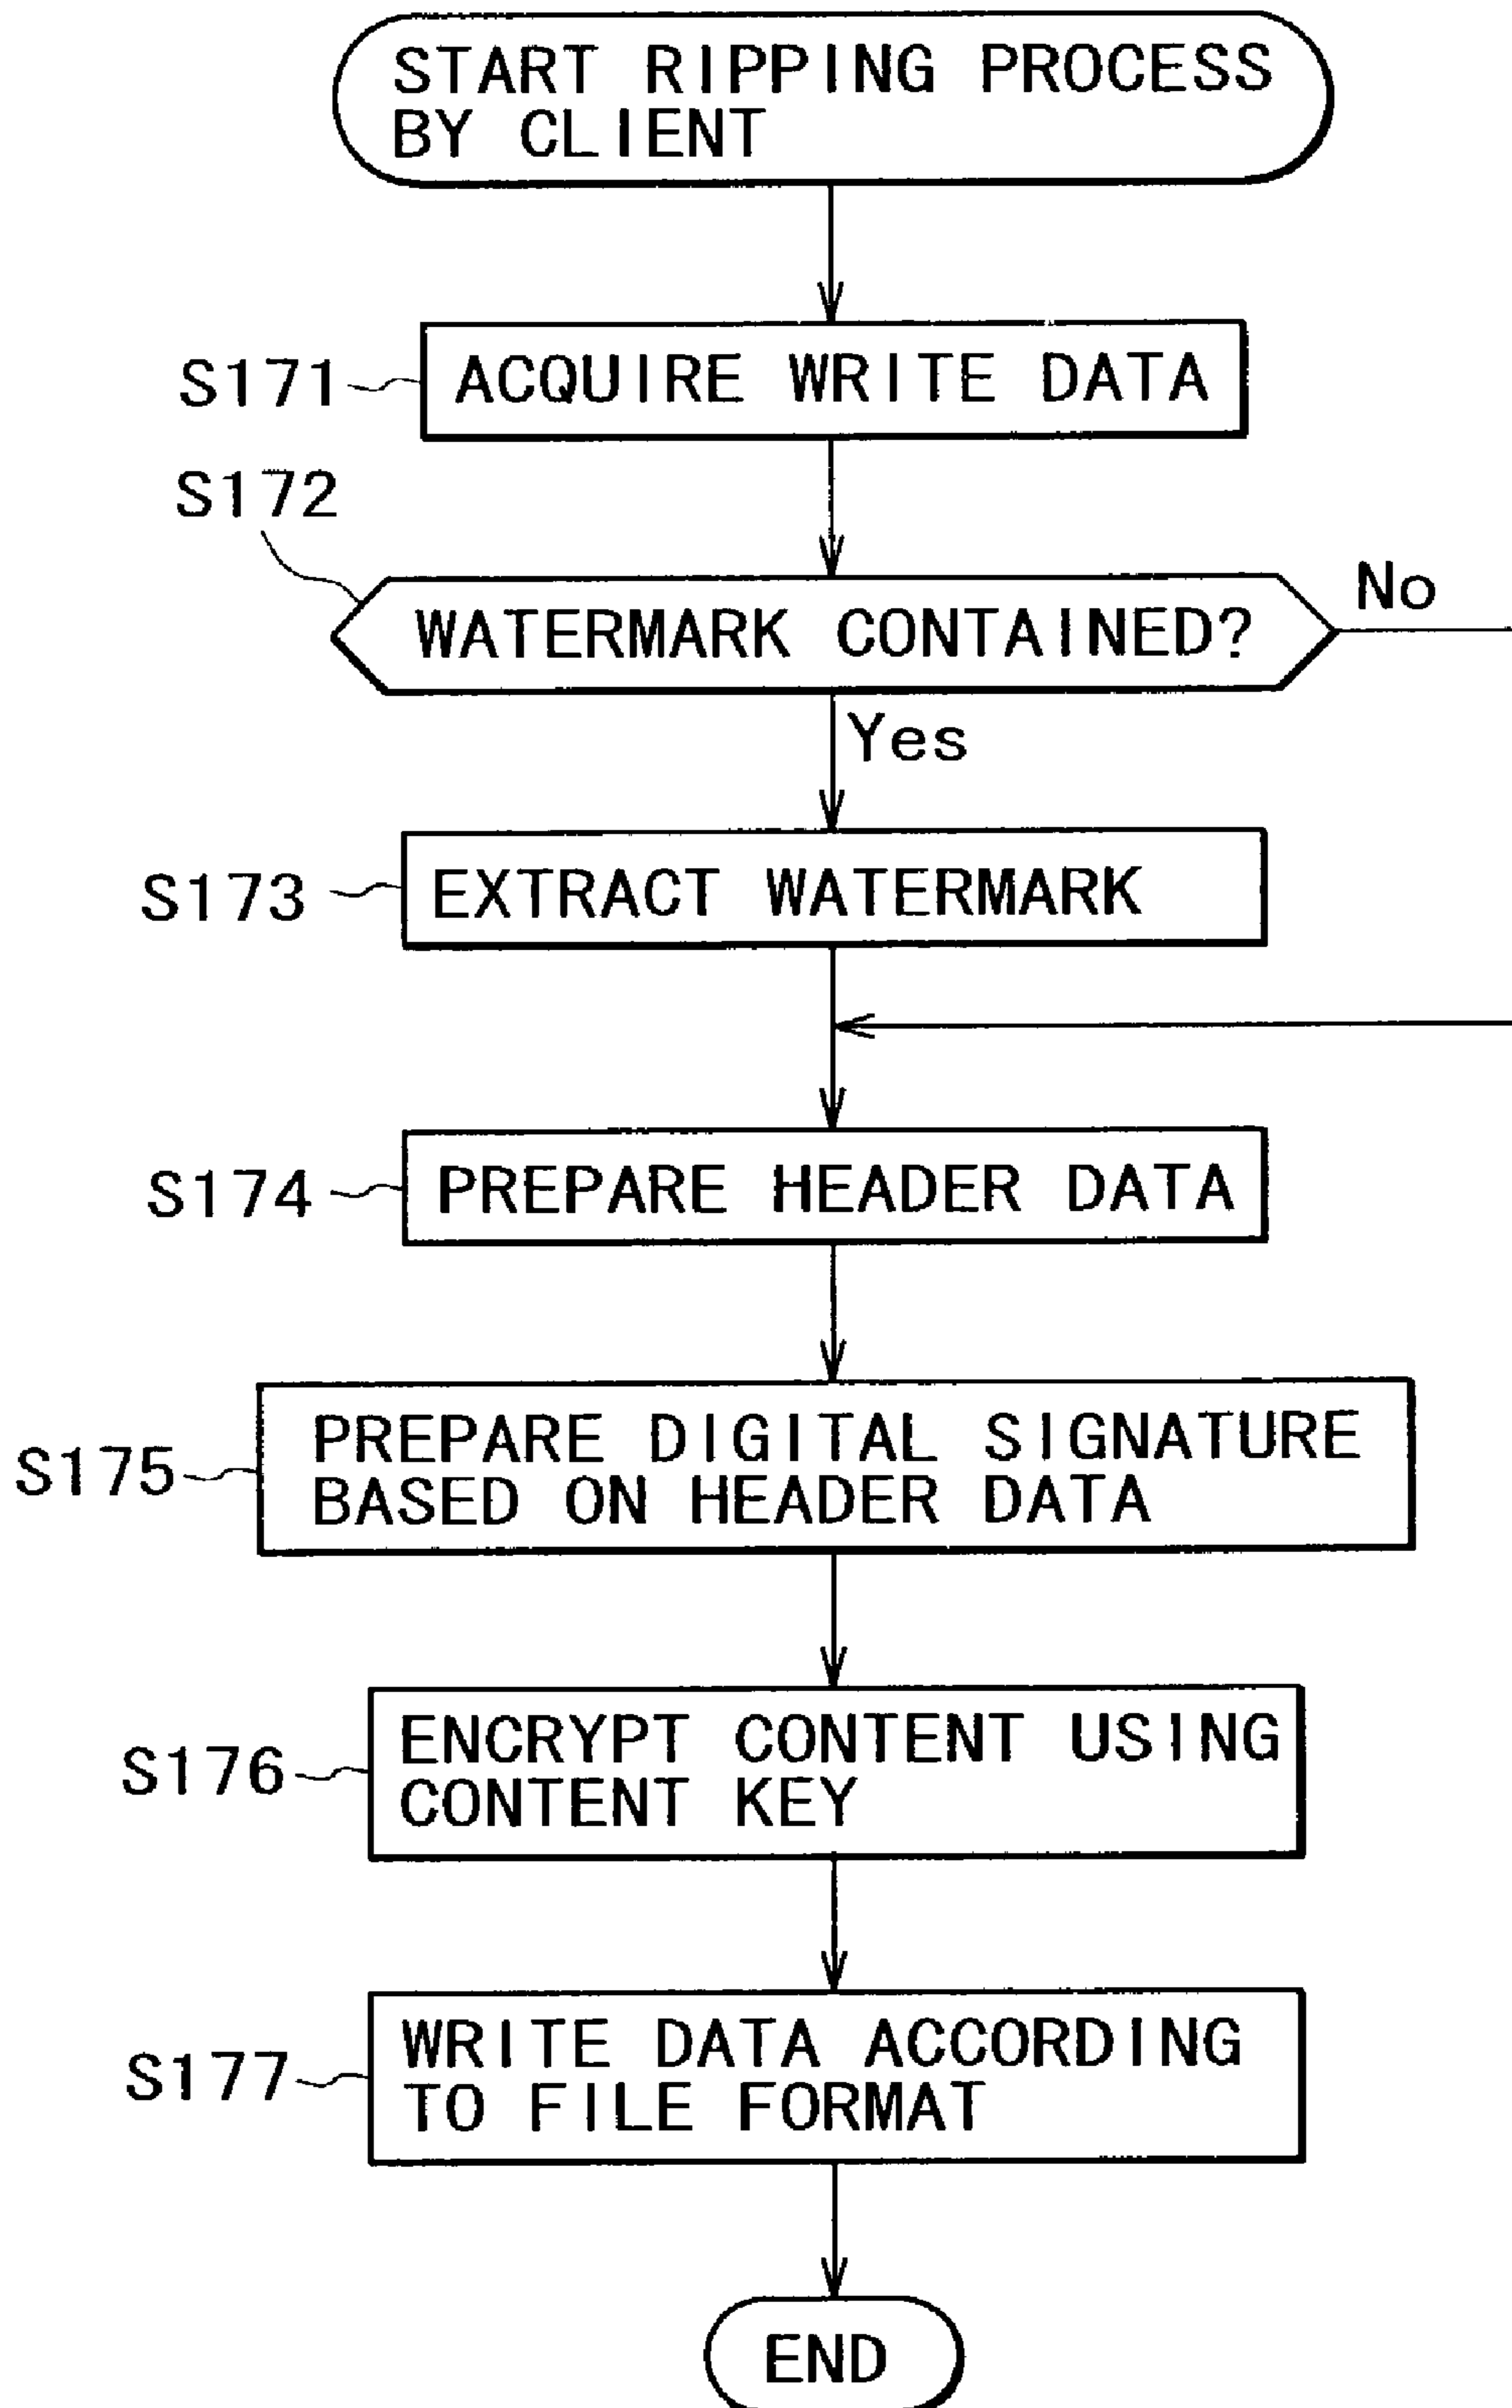 START RIPPING PROCESS
BY CLIENT
S171
ACQUIRE WRITE DATA
S172
WATERMARK CONTAINED?
No
Yes
S173
EXTRACT WATERMARK
S174
PREPARE HEADER DATA
S175
PREPARE DIGITAL SIGNATURE
BASED ON HEADER DATA
S176
ENCRYPT CONTENT USING
CONTENT KEY
S177
WRITE DATA ACCORDING
TO FILE FORMAT
END